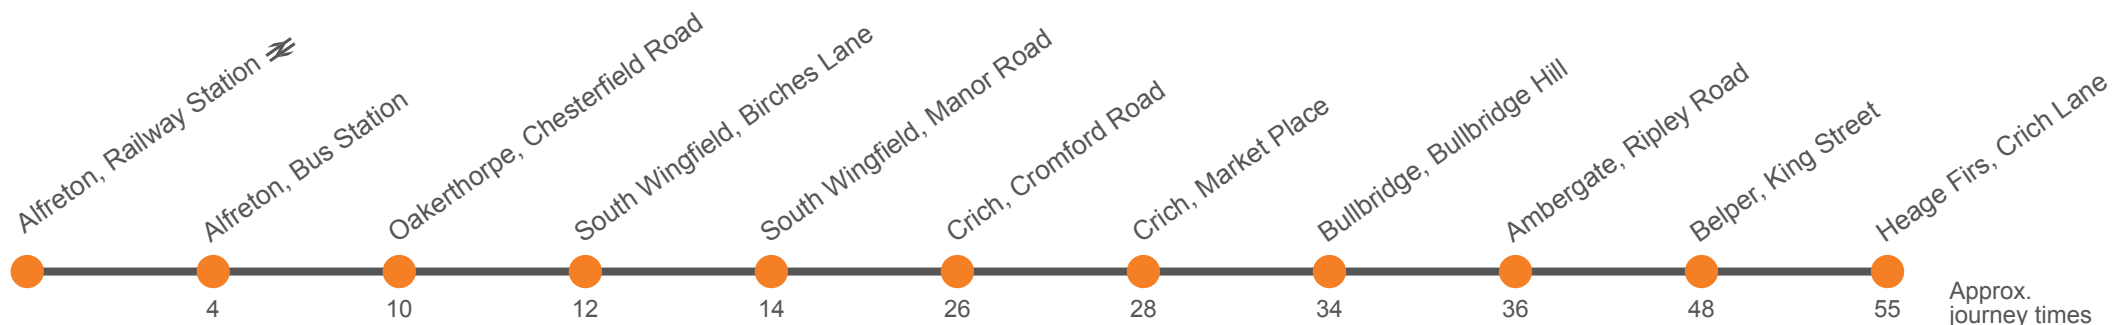 Alfreton, Railway Station
Alfreton, Bus Station
Oakerthorpe, Chesterfield Road
South Wingfield, Birches Lane
South Wingfield, Manor Road
Crich, Cromford Road
Crich, Market Place
Bullbridge, Bullbridge Hill
Ambergate, Ripley Road
Belper, King Street
Heage Firs, Crich Lane
4
10
12
14
26
28
34
36
48
55
Approx.
journey times